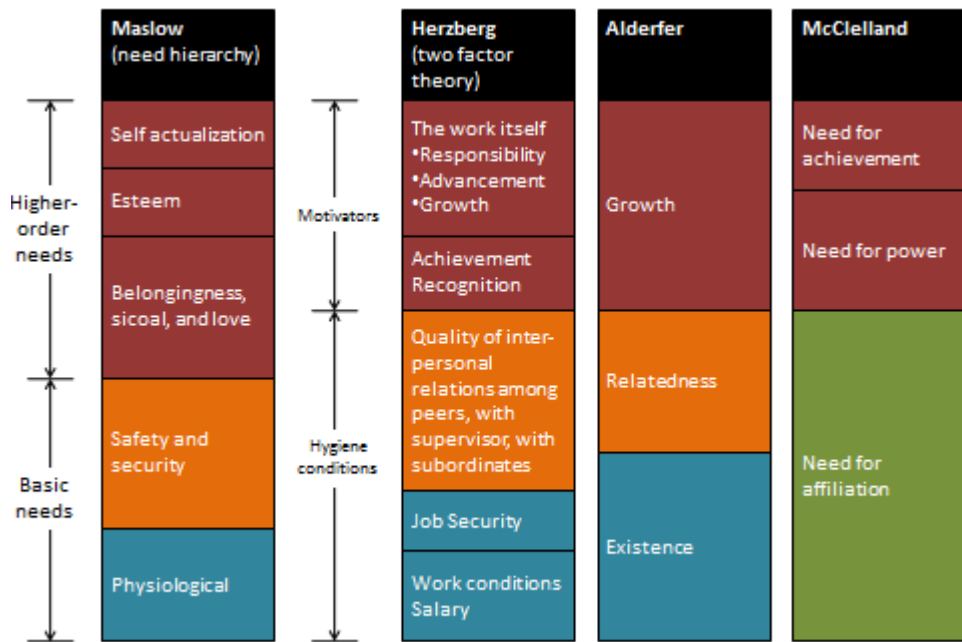 Maslow
(need hierarchy)
Herzberg
(two factor
theory)
Alderfer
McClelland
Higher-
order
needs
Basic
needs
Self actualization
Esteem
Belongingness,
sicoal, and love
Safety and
security
Physiological
Motivators
Hygiene
conditions
The work itself
•Responsibility
•Advancement
•Growth
Achievement
Recognition
Quality of inter-
personal
relations among
peers, with
supervisor, with
subordinates
Job Security
Work conditions
Salary
Growth
Relatedness
Existence
Need for
achievement
Need for power
Need for
affiliation